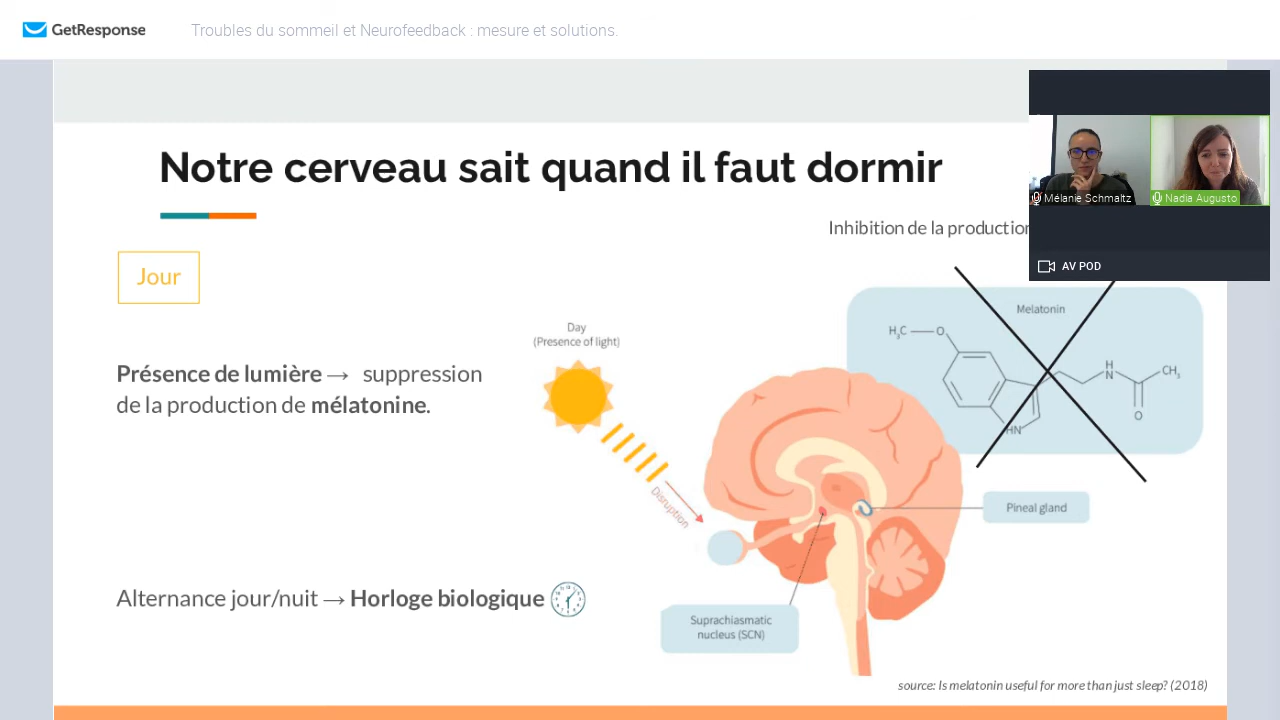 GetResponse
Troubles du sommeil et Neurofeedback : mesure et solutions.
Notre cerveau sait quand il faut dormir
Mélanie Schmaltz
Nadia Augusto
AV POD
Inhibition de la production
Jour
Day
(Presence of light)
Melatonin
H3C
O
H
N
CH3
O
HN
Présence de lumière → suppression
de la production de mélatonine.
Disruption
Pineal gland
Alternance jour/nuit → Horloge biologique
Suprachiasmatic
nucleus (SCN)
source: Is melatonin useful for more than just sleep? (2018)